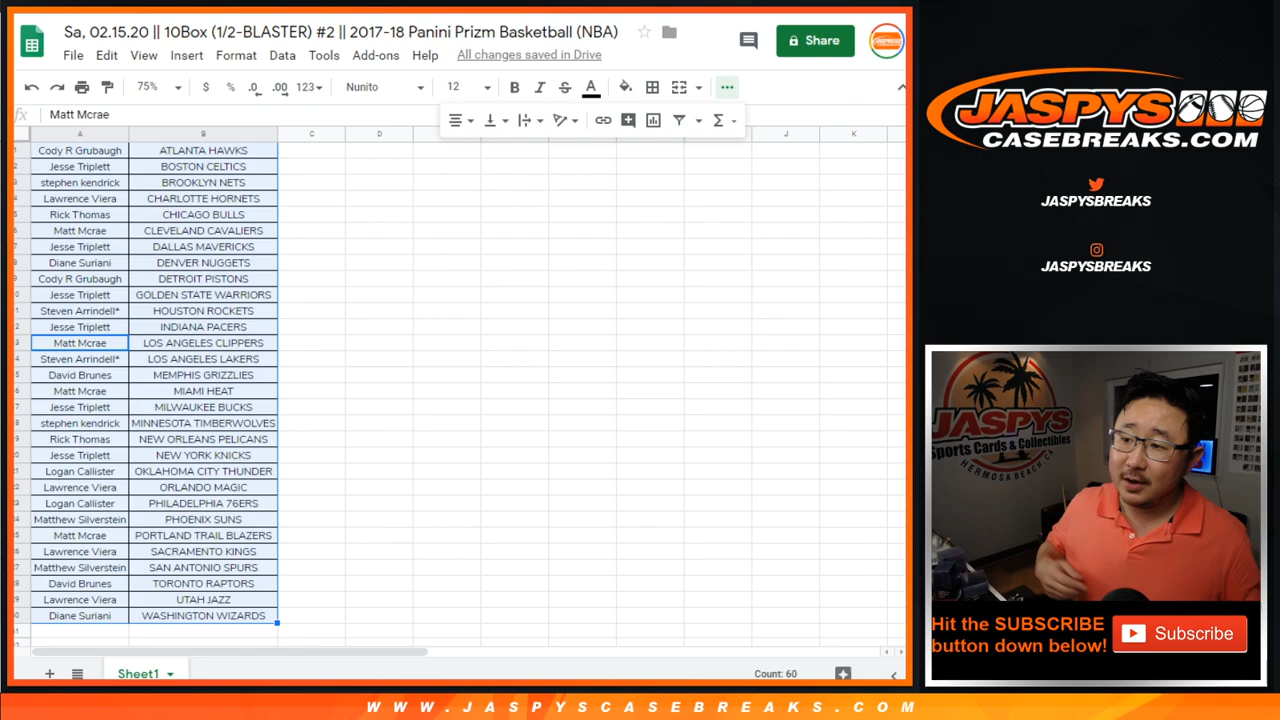 Sa, 02.15.20 || 10Box (1/2-BLASTER) #2 || 2017-18 Panini Prizm Basketball (NBA)
File Edit View Insert Format Data Tools Add-ons Help All changes saved in Drive
Share
75% $ % .0 .00 123 Nunito 12 B I S A
fx Matt Mcrae
A B C D J K
Cody R Grubaugh ATLANTA HAWKS
Jesse Triplett BOSTON CELTICS
stephen kendrick BROOKLYN NETS
Lawrence Viera CHARLOTTE HORNETS
Rick Thomas CHICAGO BULLS
Matt Mcrae CLEVELAND CAVALIERS
Jesse Triplett DALLAS MAVERICKS
Diane Suriani DENVER NUGGETS
Cody R Grubaugh DETROIT PISTONS
Jesse Triplett GOLDEN STATE WARRIORS
Steven Arrindell* HOUSTON ROCKETS
Jesse Triplett INDIANA PACERS
Matt Mcrae LOS ANGELES CLIPPERS
Steven Arrindell* LOS ANGELES LAKERS
David Brunes MEMPHIS GRIZZLIES
Matt Mcrae MIAMI HEAT
Jesse Triplett MILWAUKEE BUCKS
stephen kendrick MINNESOTA TIMBERWOLVES
Rick Thomas NEW ORLEANS PELICANS
Jesse Triplett NEW YORK KNICKS
Logan Callister OKLAHOMA CITY THUNDER
Lawrence Viera ORLANDO MAGIC
Logan Callister PHILADELPHIA 76ERS
Matthew Silverstein PHOENIX SUNS
Matt Mcrae PORTLAND TRAIL BLAZERS
Lawrence Viera SACRAMENTO KINGS
Matthew Silverstein SAN ANTONIO SPURS
David Brunes TORONTO RAPTORS
Lawrence Viera UTAH JAZZ
Diane Suriani WASHINGTON WIZARDS
Sheet1
Count: 60
JASPYS
CASEBREAKS.COM
JASPYSBREAKS
JASPYSBREAKS
JASPYS
Sports Cards & Collectibles
HERMOSA BEACH, CA
Hit the SUBSCRIBE
button down below!
Subscribe
WWW.JASPYSCASEBREAKS.COM